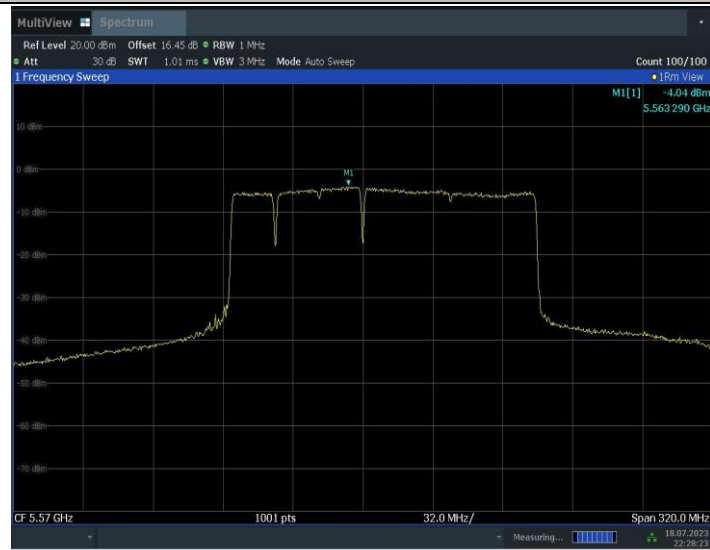 MultiView Spectrum
Ref Level 20.00 dBm Offset 16.45 dB RBW 1 MHz
Att 30 dB SWT 1.01 ms VBW 3 MHz Mode Auto Sweep Count 100/100
1 Frequency Sweep 1Rm View
M1[1] -4.04 dBm
5.563 290 GHz
10 dBm
0 dBm
M1
-10 dBm
-20 dBm
-30 dBm
-40 dBm
-50 dBm
-60 dBm
-70 dBm
CF 5.57 GHz 1001 pts 32.0 MHz/ Span 320.0 MHz
Measuring... 18.07.2023
22:28:23